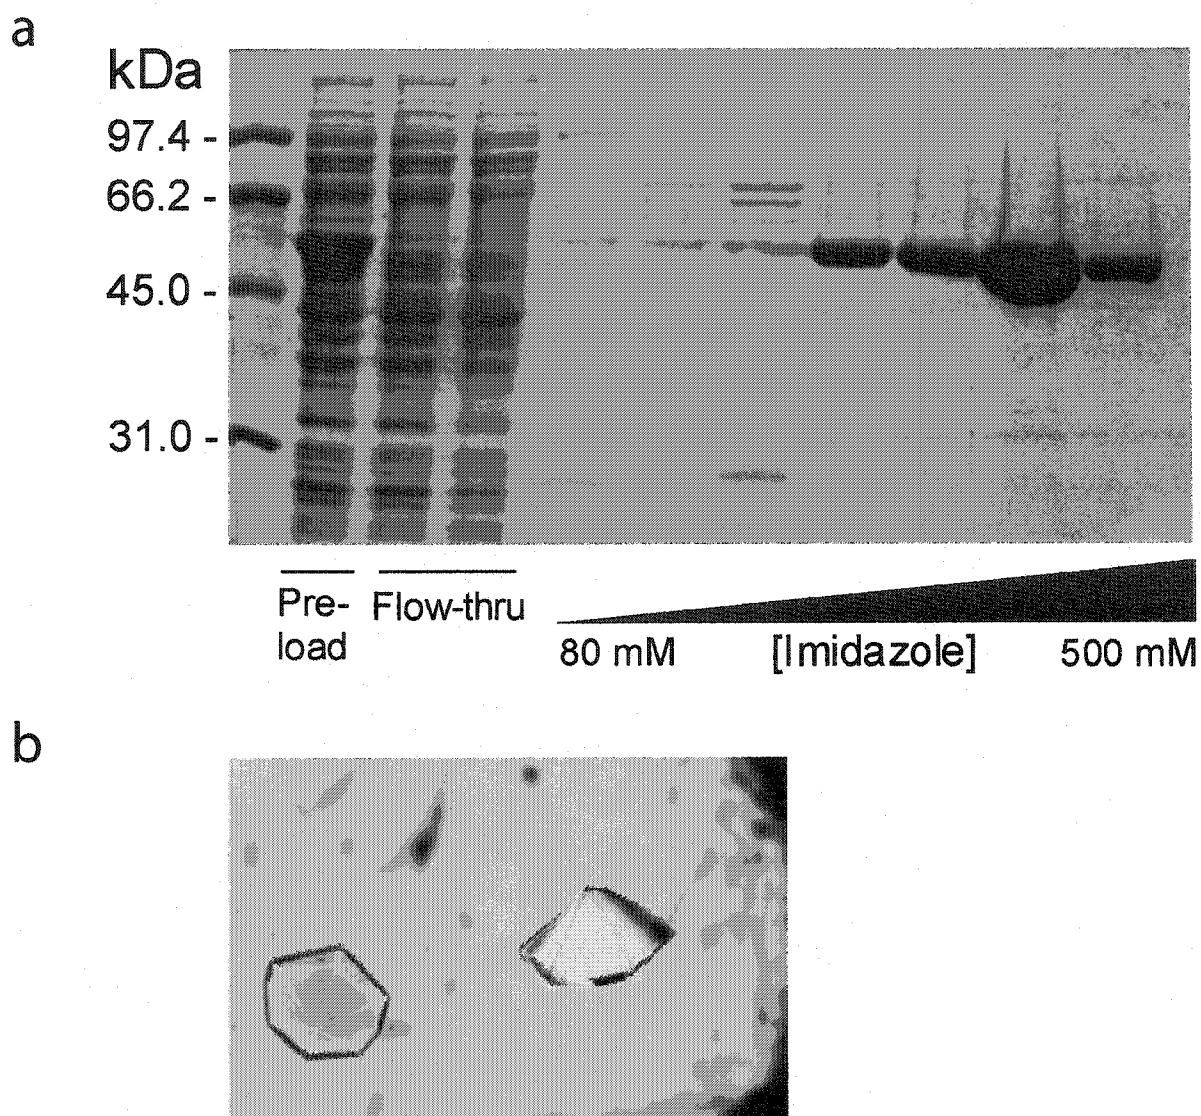 a
kDa
97.4 -
66.2 -
45.0 -
31.0 -
Pre-
load
Flow-thru
80 mM
[Imidazole]
500 mM
b